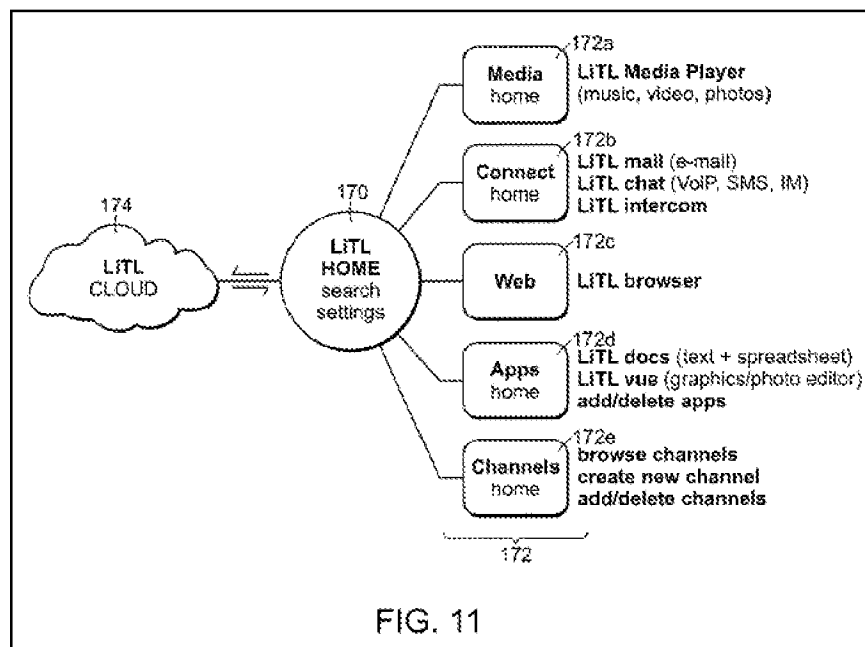 172a
Media
home
LiTL Media Player
(music, video, photos)
172b
Connect
home
LiTL mail (e-mail)
LiTL chat (VoIP, SMS, IM)
LiTL intercom
174
LiTL
CLOUD
170
LiTL
HOME
search
settings
172c
Web
LiTL browser
172d
Apps
home
LiTL docs (text + spreadsheet)
LiTL vue (graphics/photo editor)
add/delete apps
172e
Channels
home
browse channels
create new channel
add/delete channels
172
FIG. 11